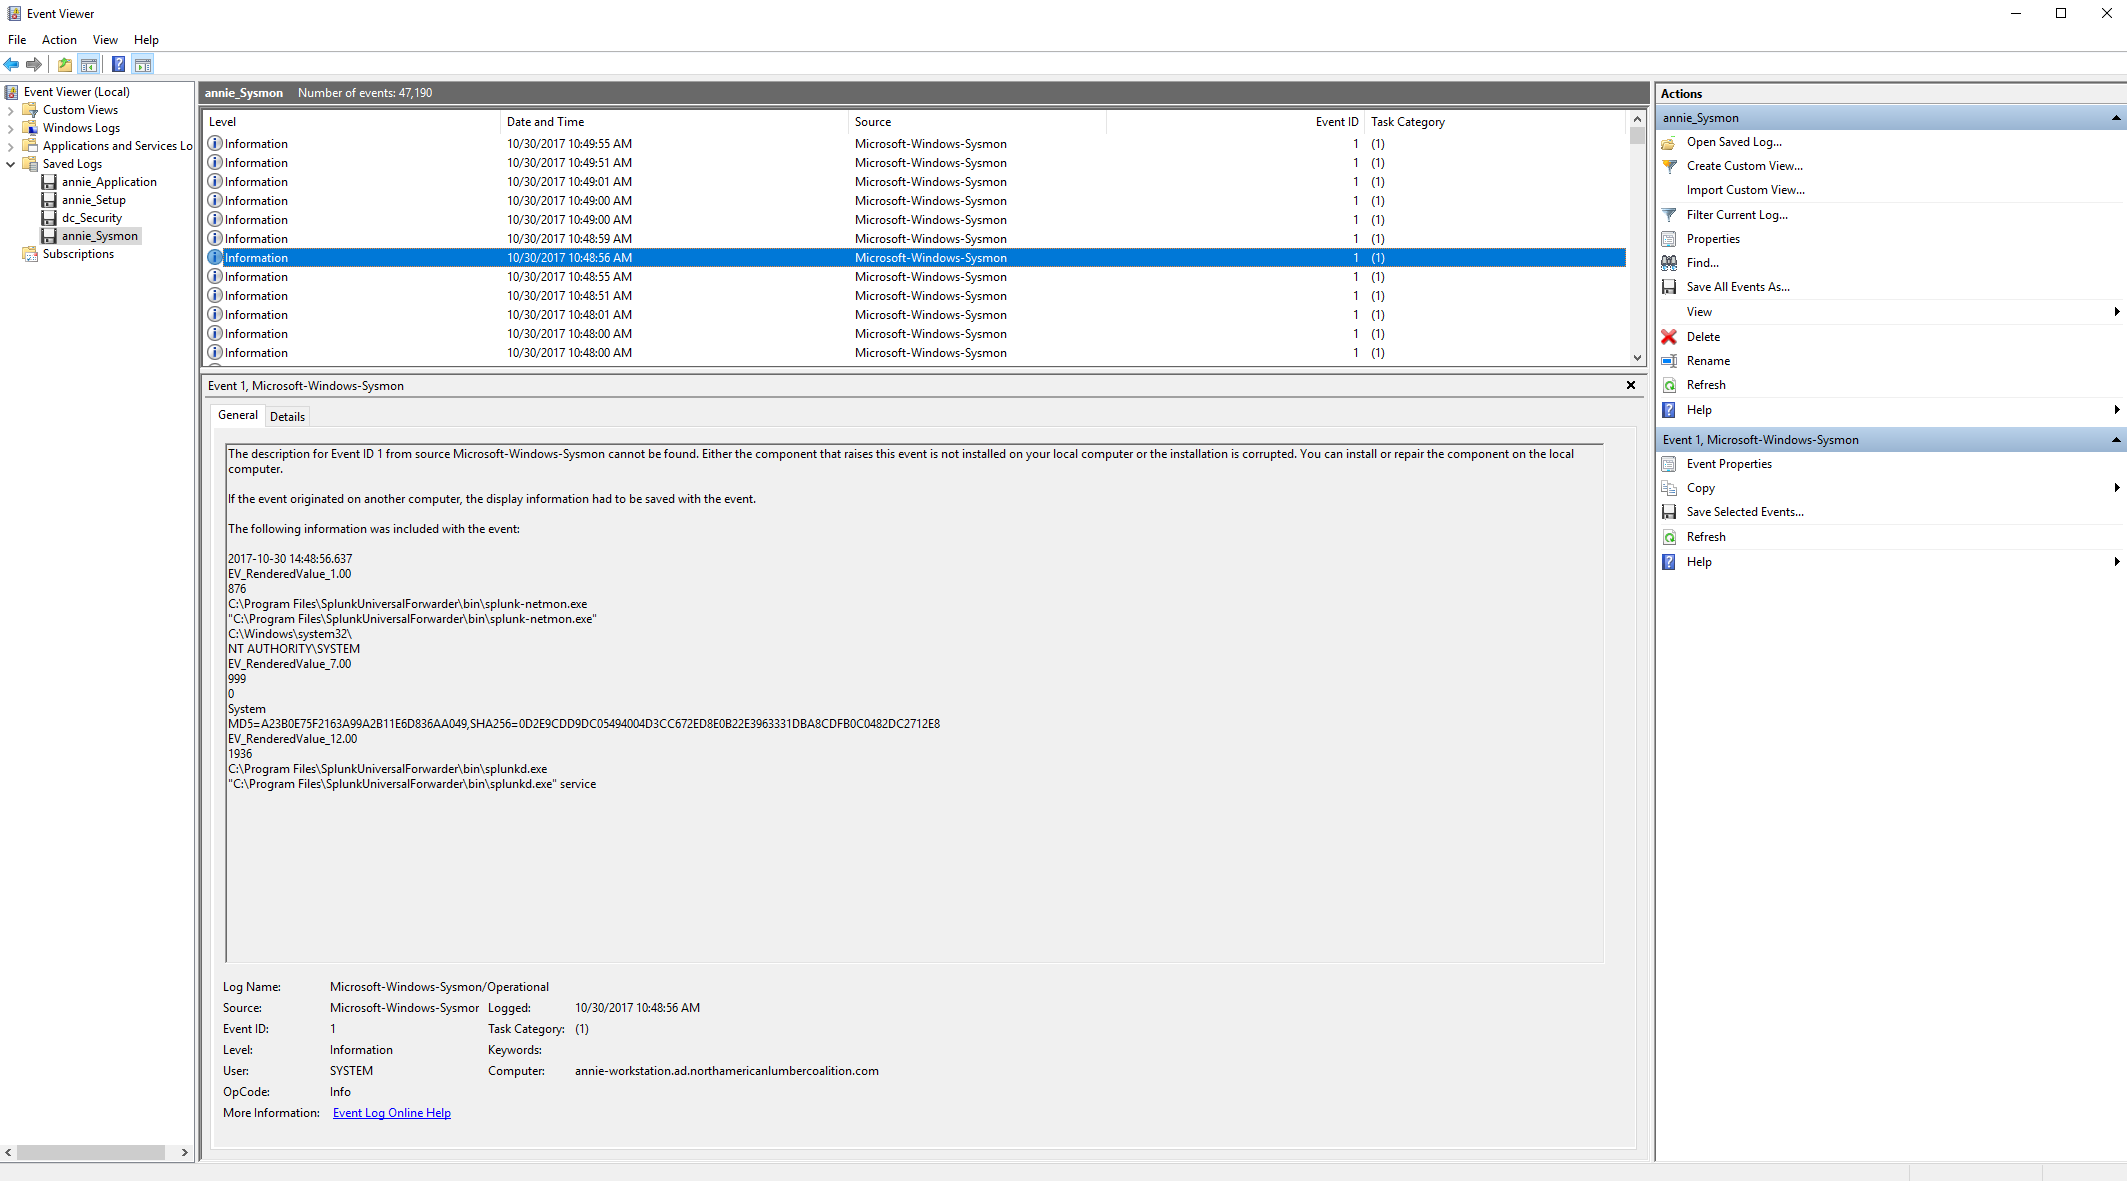 Event Viewer
File Action View Help
Event Viewer (Local)
Custom Views
Windows Logs
Applications and Services Lo
Saved Logs
annie_Application
annie_Setup
dc_Security
annie_Sysmon
Subscriptions
annie_Sysmon Number of events: 47,190
Level Date and Time Source Event ID Task Category
Information 10/30/2017 10:49:55 AM Microsoft-Windows-Sysmon 1 (1)
Information 10/30/2017 10:49:51 AM Microsoft-Windows-Sysmon 1 (1)
Information 10/30/2017 10:49:01 AM Microsoft-Windows-Sysmon 1 (1)
Information 10/30/2017 10:49:00 AM Microsoft-Windows-Sysmon 1 (1)
Information 10/30/2017 10:49:00 AM Microsoft-Windows-Sysmon 1 (1)
Information 10/30/2017 10:48:59 AM Microsoft-Windows-Sysmon 1 (1)
Information 10/30/2017 10:48:56 AM Microsoft-Windows-Sysmon 1 (1)
Information 10/30/2017 10:48:55 AM Microsoft-Windows-Sysmon 1 (1)
Information 10/30/2017 10:48:51 AM Microsoft-Windows-Sysmon 1 (1)
Information 10/30/2017 10:48:01 AM Microsoft-Windows-Sysmon 1 (1)
Information 10/30/2017 10:48:00 AM Microsoft-Windows-Sysmon 1 (1)
Information 10/30/2017 10:48:00 AM Microsoft-Windows-Sysmon 1 (1)
Event 1, Microsoft-Windows-Sysmon
General Details
The description for Event ID 1 from source Microsoft-Windows-Sysmon cannot be found. Either the component that raises this event is not installed on your local computer or the installation is corrupted. You can install or repair the component on the local
computer.
If the event originated on another computer, the display information had to be saved with the event.
The following information was included with the event:
2017-10-30 14:48:56.637
EV_RenderedValue_1.00
876
C:\Program Files\SplunkUniversalForwarder\bin\splunk-netmon.exe
"C:\Program Files\SplunkUniversalForwarder\bin\splunk-netmon.exe"
C:\Windows\system32\
NT AUTHORITY\SYSTEM
EV_RenderedValue_7.00
999
0
System
MD5=A23B0E75F2163A99A2B11E6D836AA049,SHA256=0D2E9CDD9DC05494004D3CC672ED8E0B22E3963331DBA8CDFB0C0482DC2712E8
EV_RenderedValue_12.00
1936
C:\Program Files\SplunkUniversalForwarder\bin\splunkd.exe
"C:\Program Files\SplunkUniversalForwarder\bin\splunkd.exe" service
Log Name: Microsoft-Windows-Sysmon/Operational
Source: Microsoft-Windows-Sysmor Logged: 10/30/2017 10:48:56 AM
Event ID: 1 Task Category: (1)
Level: Information Keywords:
User: SYSTEM Computer: annie-workstation.ad.northamericanlumbercoalition.com
OpCode: Info
More Information: Event Log Online Help
Actions
annie_Sysmon
Open Saved Log...
Create Custom View...
Import Custom View...
Filter Current Log...
Properties
Find...
Save All Events As...
View
Delete
Rename
Refresh
Help
Event 1, Microsoft-Windows-Sysmon
Event Properties
Copy
Save Selected Events...
Refresh
Help